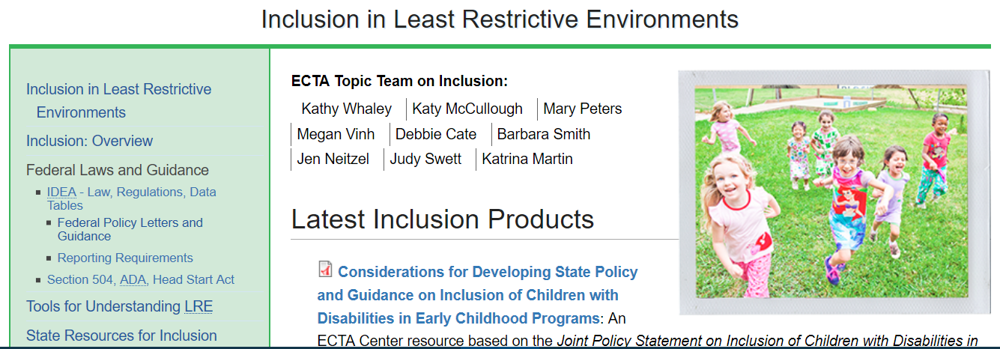 Inclusion in Least Restrictive Environments
Inclusion in Least Restrictive
Environments
Inclusion: Overview
Federal Laws and Guidance
IDEA - Law, Regulations, Data
Tables
Federal Policy Letters and
Guidance
Reporting Requirements
Section 504, ADA, Head Start Act
Tools for Understanding LRE
State Resources for Inclusion
ECTA Topic Team on Inclusion:
Kathy Whaley | Katy McCullough | Mary Peters
| Megan Vinh | Debbie Cate | Barbara Smith
| Jen Neitzel | Judy Swett | Katrina Martin
Latest Inclusion Products
Considerations for Developing State Policy
and Guidance on Inclusion of Children with
Disabilities in Early Childhood Programs: An
ECTA Center resource based on the Joint Policy Statement on Inclusion of Children with Disabilities in